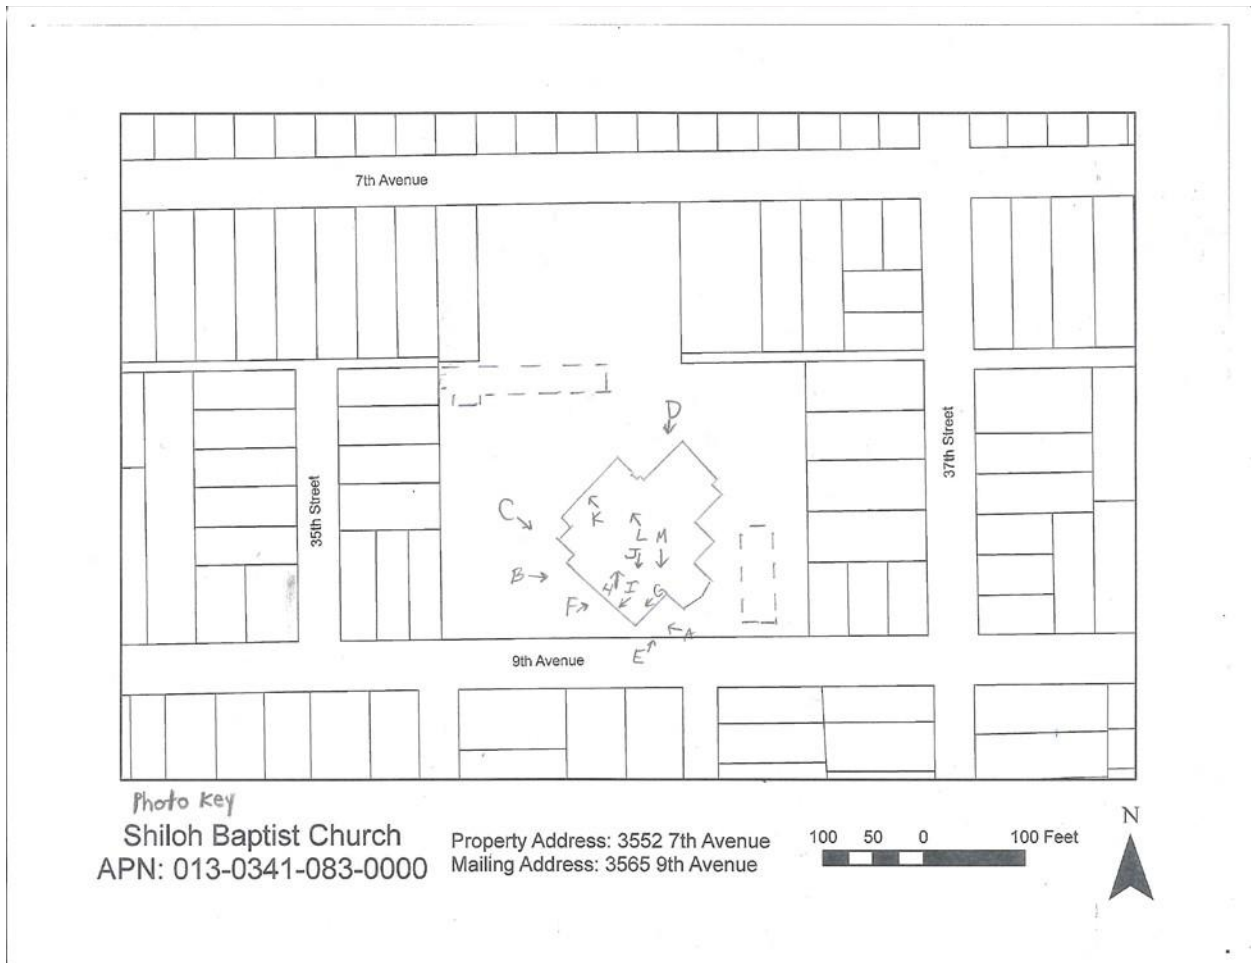 7th Avenue
D
37th Street
35th Street
C
K
L M
J
B
4 I G
F
A
E
9th Avenue
Photo Key
Shiloh Baptist Church
APN: 013-0341-083-0000
Property Address: 3552 7th Avenue
Mailing Address: 3565 9th Avenue
100 50 0 100 Feet
N